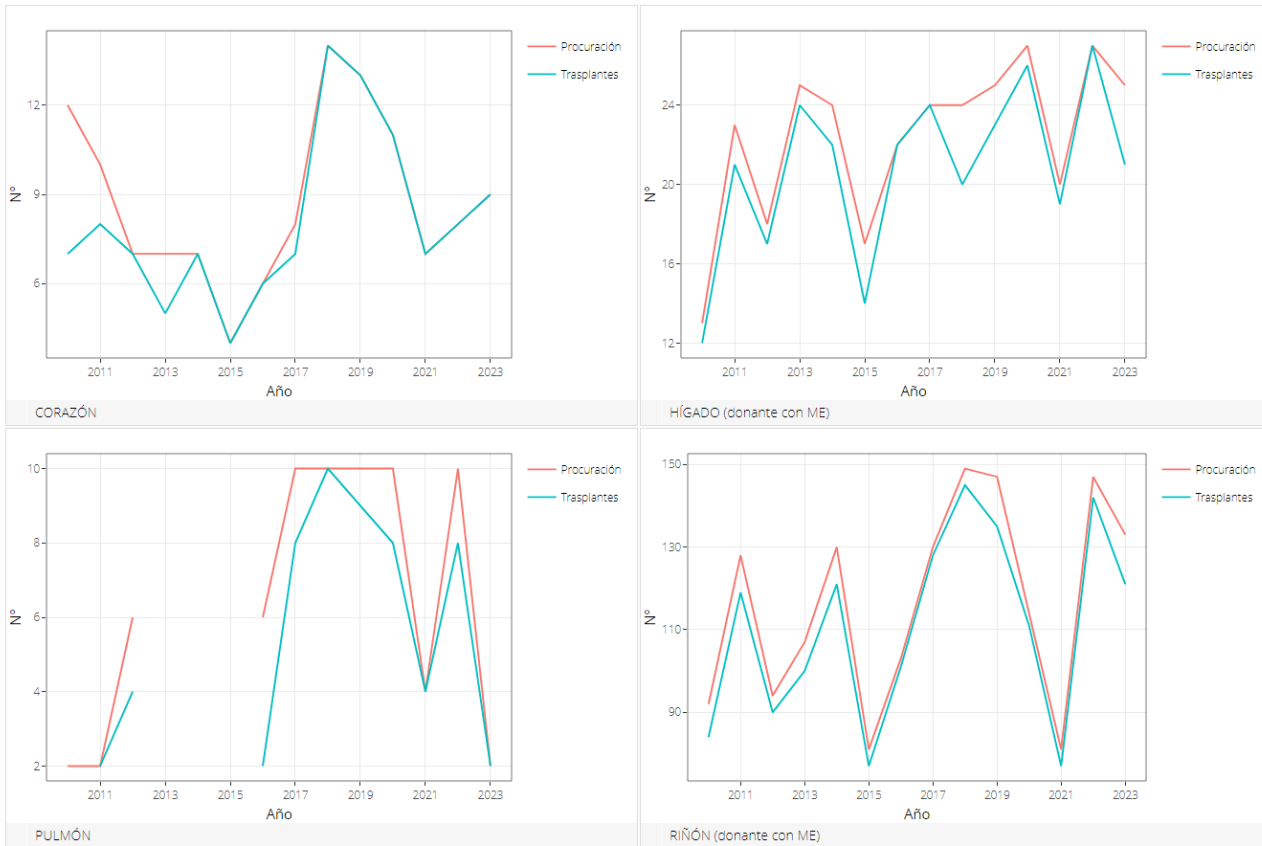 Procuración
Trasplantes
12
9
6
N°
2011 2013 2015 2017 2019 2021 2023
Año
CORAZÓN
Procuración
Trasplantes
24
20
16
12
N°
2011 2013 2015 2017 2019 2021 2023
Año
HÍGADO (donante con ME)
Procuración
Trasplantes
10
8
6
4
2
N°
2011 2013 2015 2017 2019 2021 2023
Año
PULMÓN
Procuración
Trasplantes
150
130
110
90
N°
2011 2013 2015 2017 2019 2021 2023
Año
RIÑÓN (donante con ME)